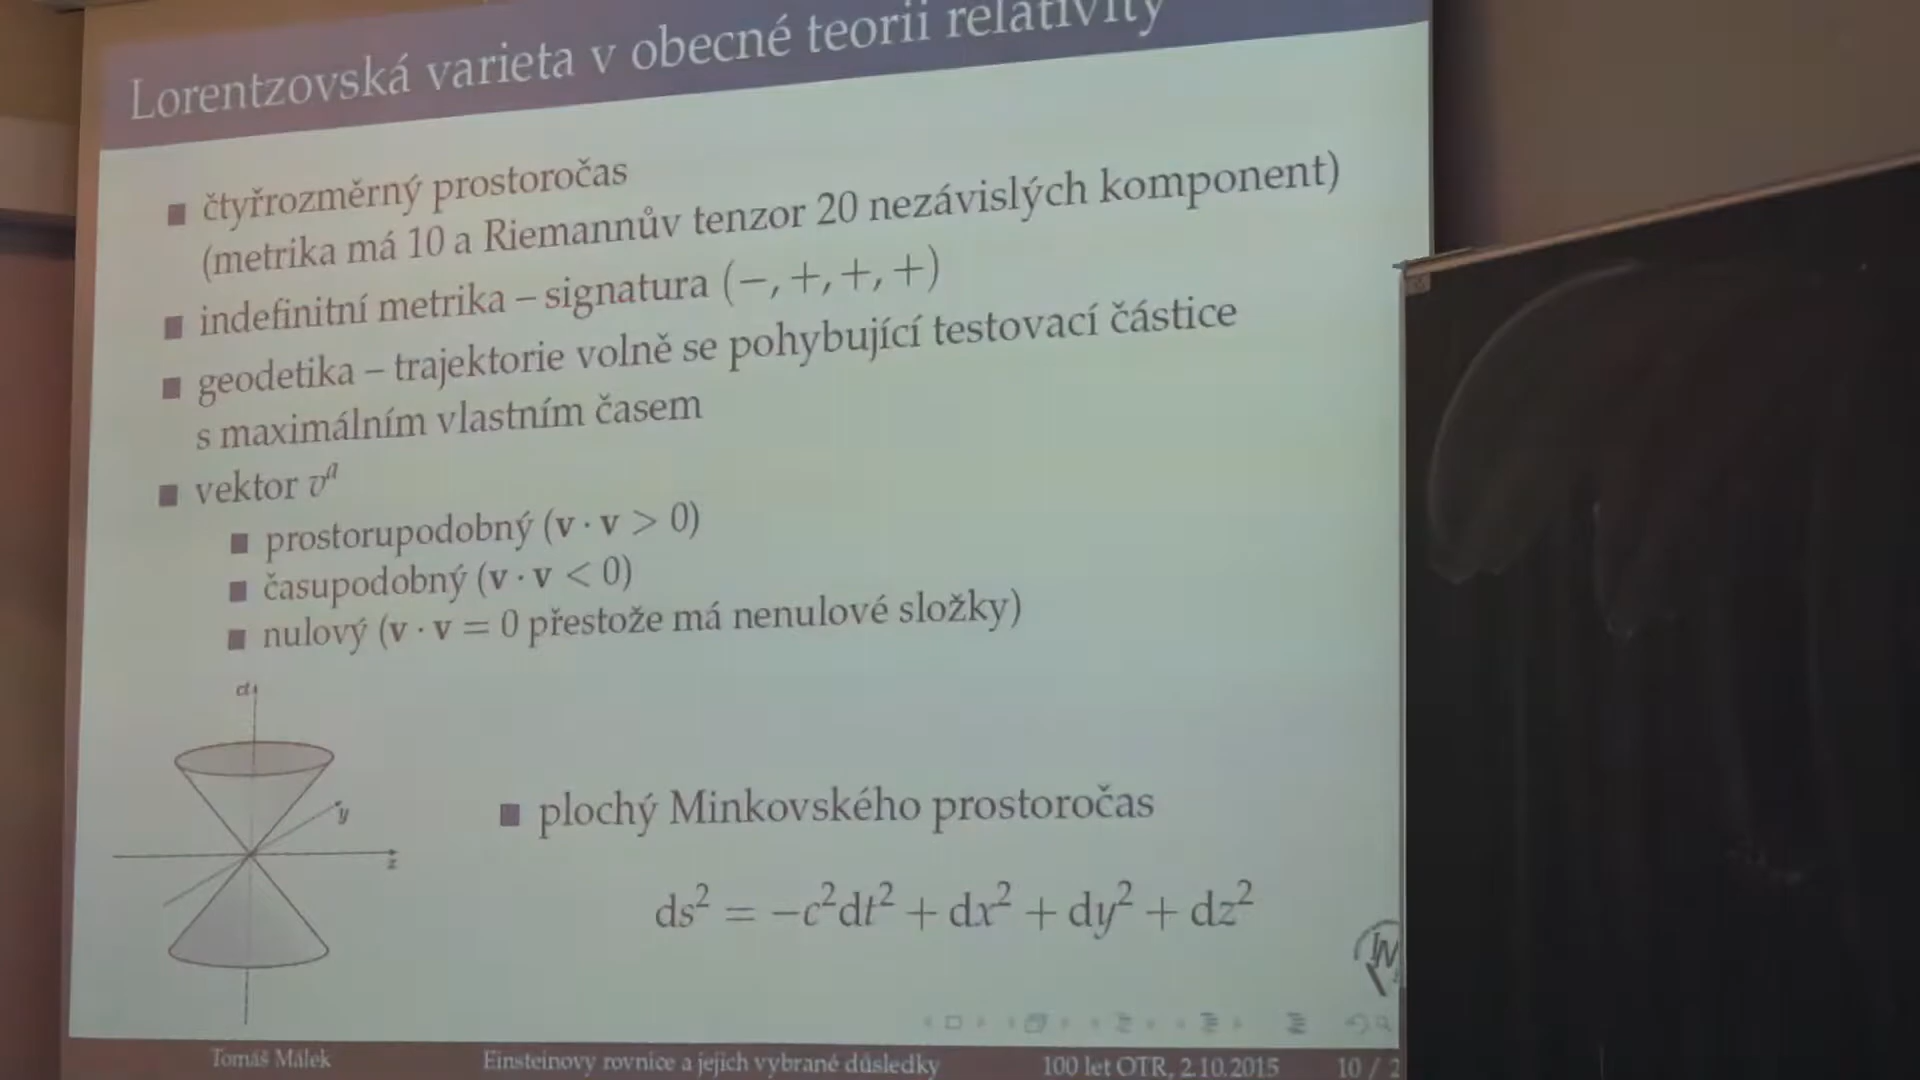 Lorentzovská varieta v obecné teorii relativity
čtyřrozměrný prostoročas
(metrika má 10 a Riemannův tenzor 20 nezávislých komponent)
indefinitní metrika – signatura (−, +, +, +)
geodetika – trajektorie volně se pohybující testovací částice
s maximálním vlastním časem
vektor vᵃ
prostorupodobný (v · v > 0)
časupodobný (v · v < 0)
nulový (v · v = 0 přestože má nenulové složky)
ct
y
z
plochý Minkovského prostoročas
ds² = −c²dt² + dx² + dy² + dz²
Tomáš Málek
Einsteinovy rovnice a jejich vybrané důsledky
100 let OTR, 2.10.2015
10 / 2